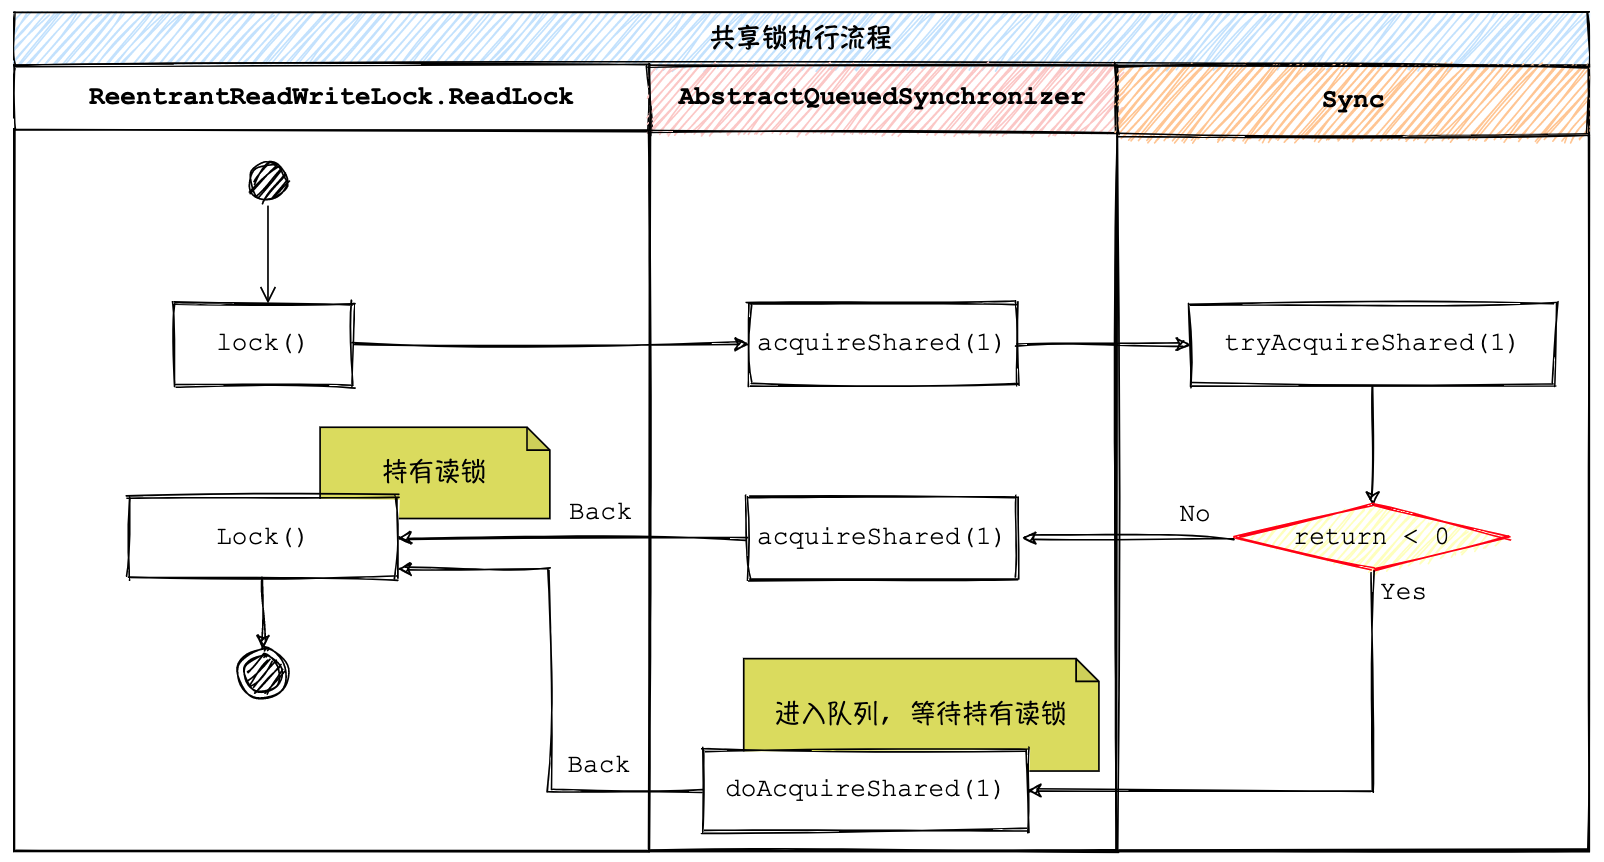 共享锁执行流程
ReentrantReadWriteLock.ReadLock
AbstractQueuedSynchronizer
Sync
lock()
acquireShared(1)
tryAcquireShared(1)
持有读锁
Lock()
Back
acquireShared(1)
No
return < 0
Yes
进入队列, 等待持有读锁
Back
doAcquireShared(1)